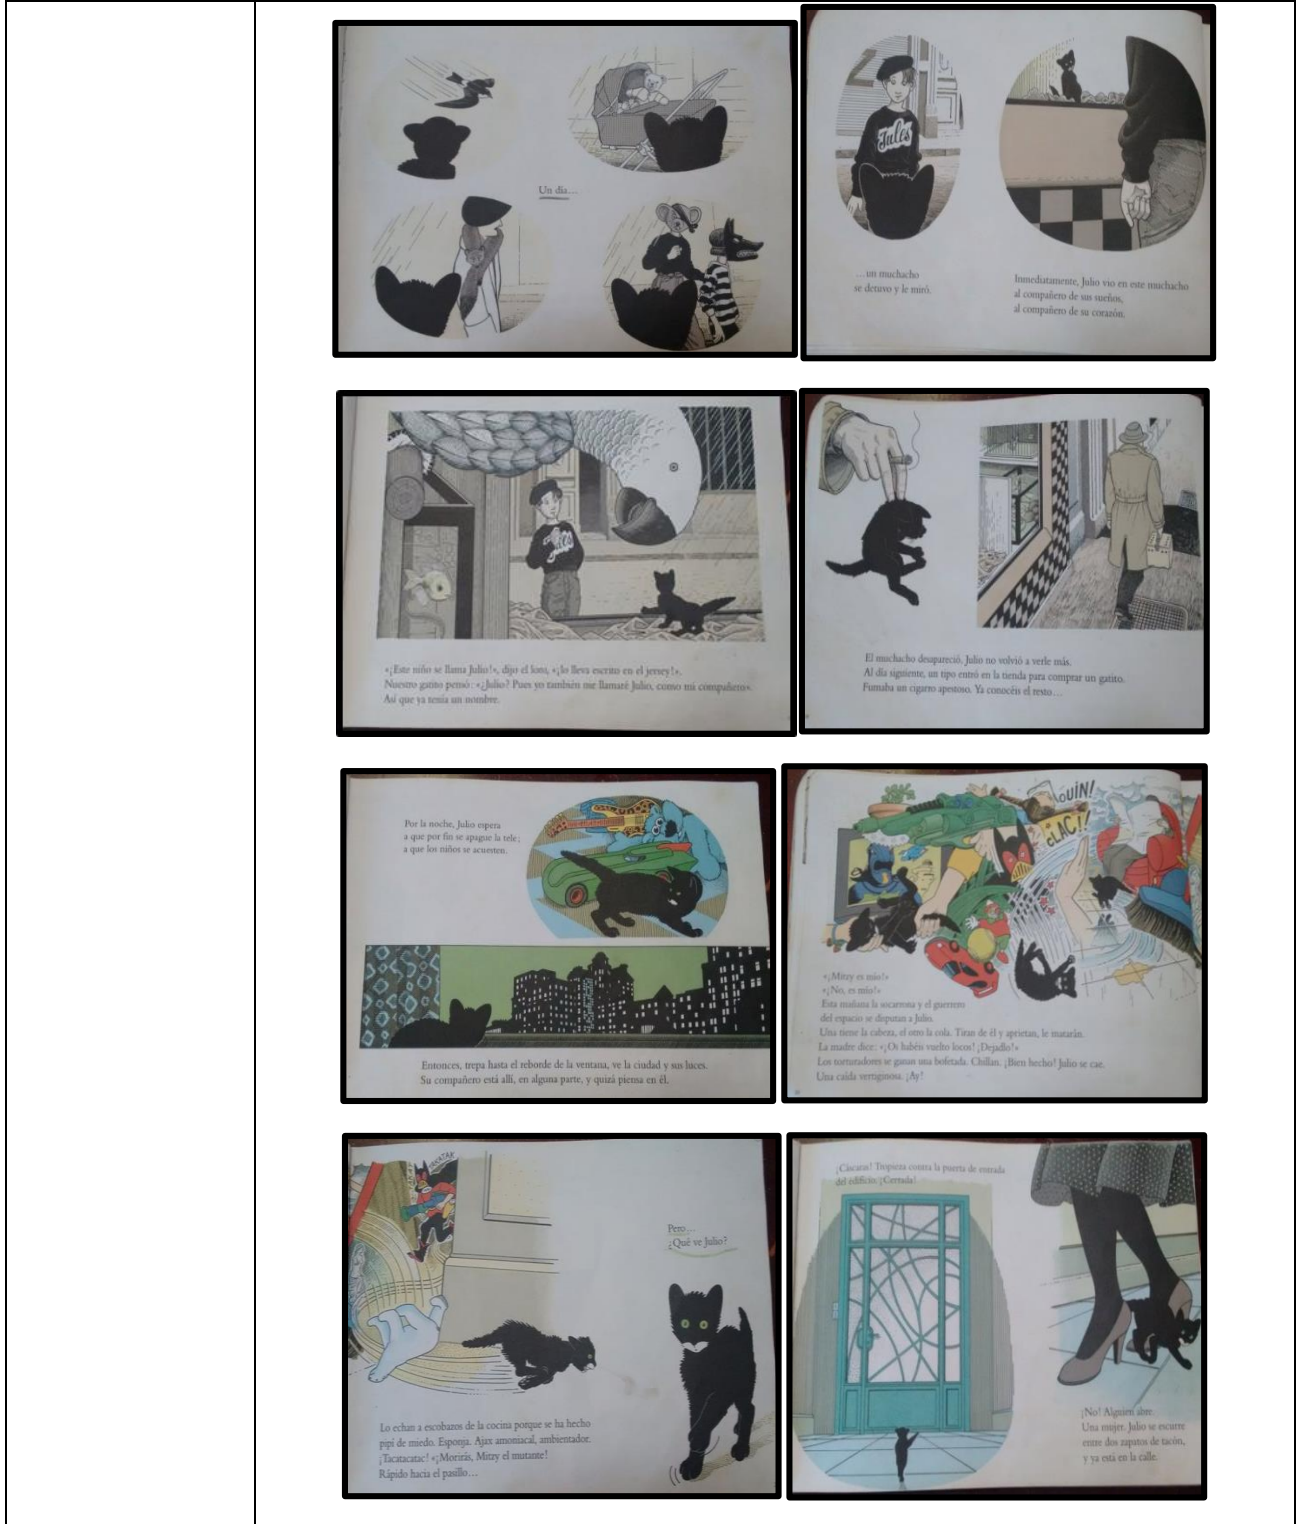 Un día...
Jules
...un muchacho
se detuvo y le miró.
Inmediatamente, Julio vio en este muchacho
al compañero de sus sueños,
al compañero de su corazón.
«¡Este niño se llama Julio!», dijo el loro, «¡lo lleva escrito en el jersey!».
Nuestro gatito pensó: «¿Julio? Pues yo también me llamaré Julio, como mi compañero».
Así que ya tenía un nombre.
El muchacho desapareció. Julio no volvió a verle más.
Al día siguiente, un tipo entró en la tienda para comprar un gatito.
Fumaba un cigarro apestoso. Ya conocéis el resto...
Por la noche, Julio espera
a que por fin se apague la tele;
a que los niños se acuesten.
Entonces, trepa hasta el reborde de la ventana, ve la ciudad y sus luces.
Su compañero está allí, en alguna parte, y quizá piensa en él.
OUÍN!
CLAC!!
«¡Mitzy es mío!»
«¡No, es mío!»
Esta mañana la socarrona y el guerrero
del espacio se disputan a Julio.
Una tiene la cabeza, el otro la cola. Tiran de él y aprietan, le matarán.
La madre dice: «¡Os habéis vuelto locos! ¡Dejadlo!»
Los torturadores se ganan una bofetada. Chillan. ¡Bien hecho! Julio se cae.
Una caída vertiginosa. ¡Ay!
Lo echan a escobazos de la cocina porque se ha hecho
pipí de miedo. Esponja. Ajax amoniacal, ambientador.
¡Tacatacatac! «¡Morirás, Mitzy el mutante!
Rápido hacia el pasillo...
Pero...
¿Qué ve Julio?
¡Cáscaras! Tropieza contra la puerta de entrada
del edificio. ¡Cerrada!
¡No! Alguien abre.
Una mujer. Julio se escurre
entre dos zapatos de tacón,
y ya está en la calle.